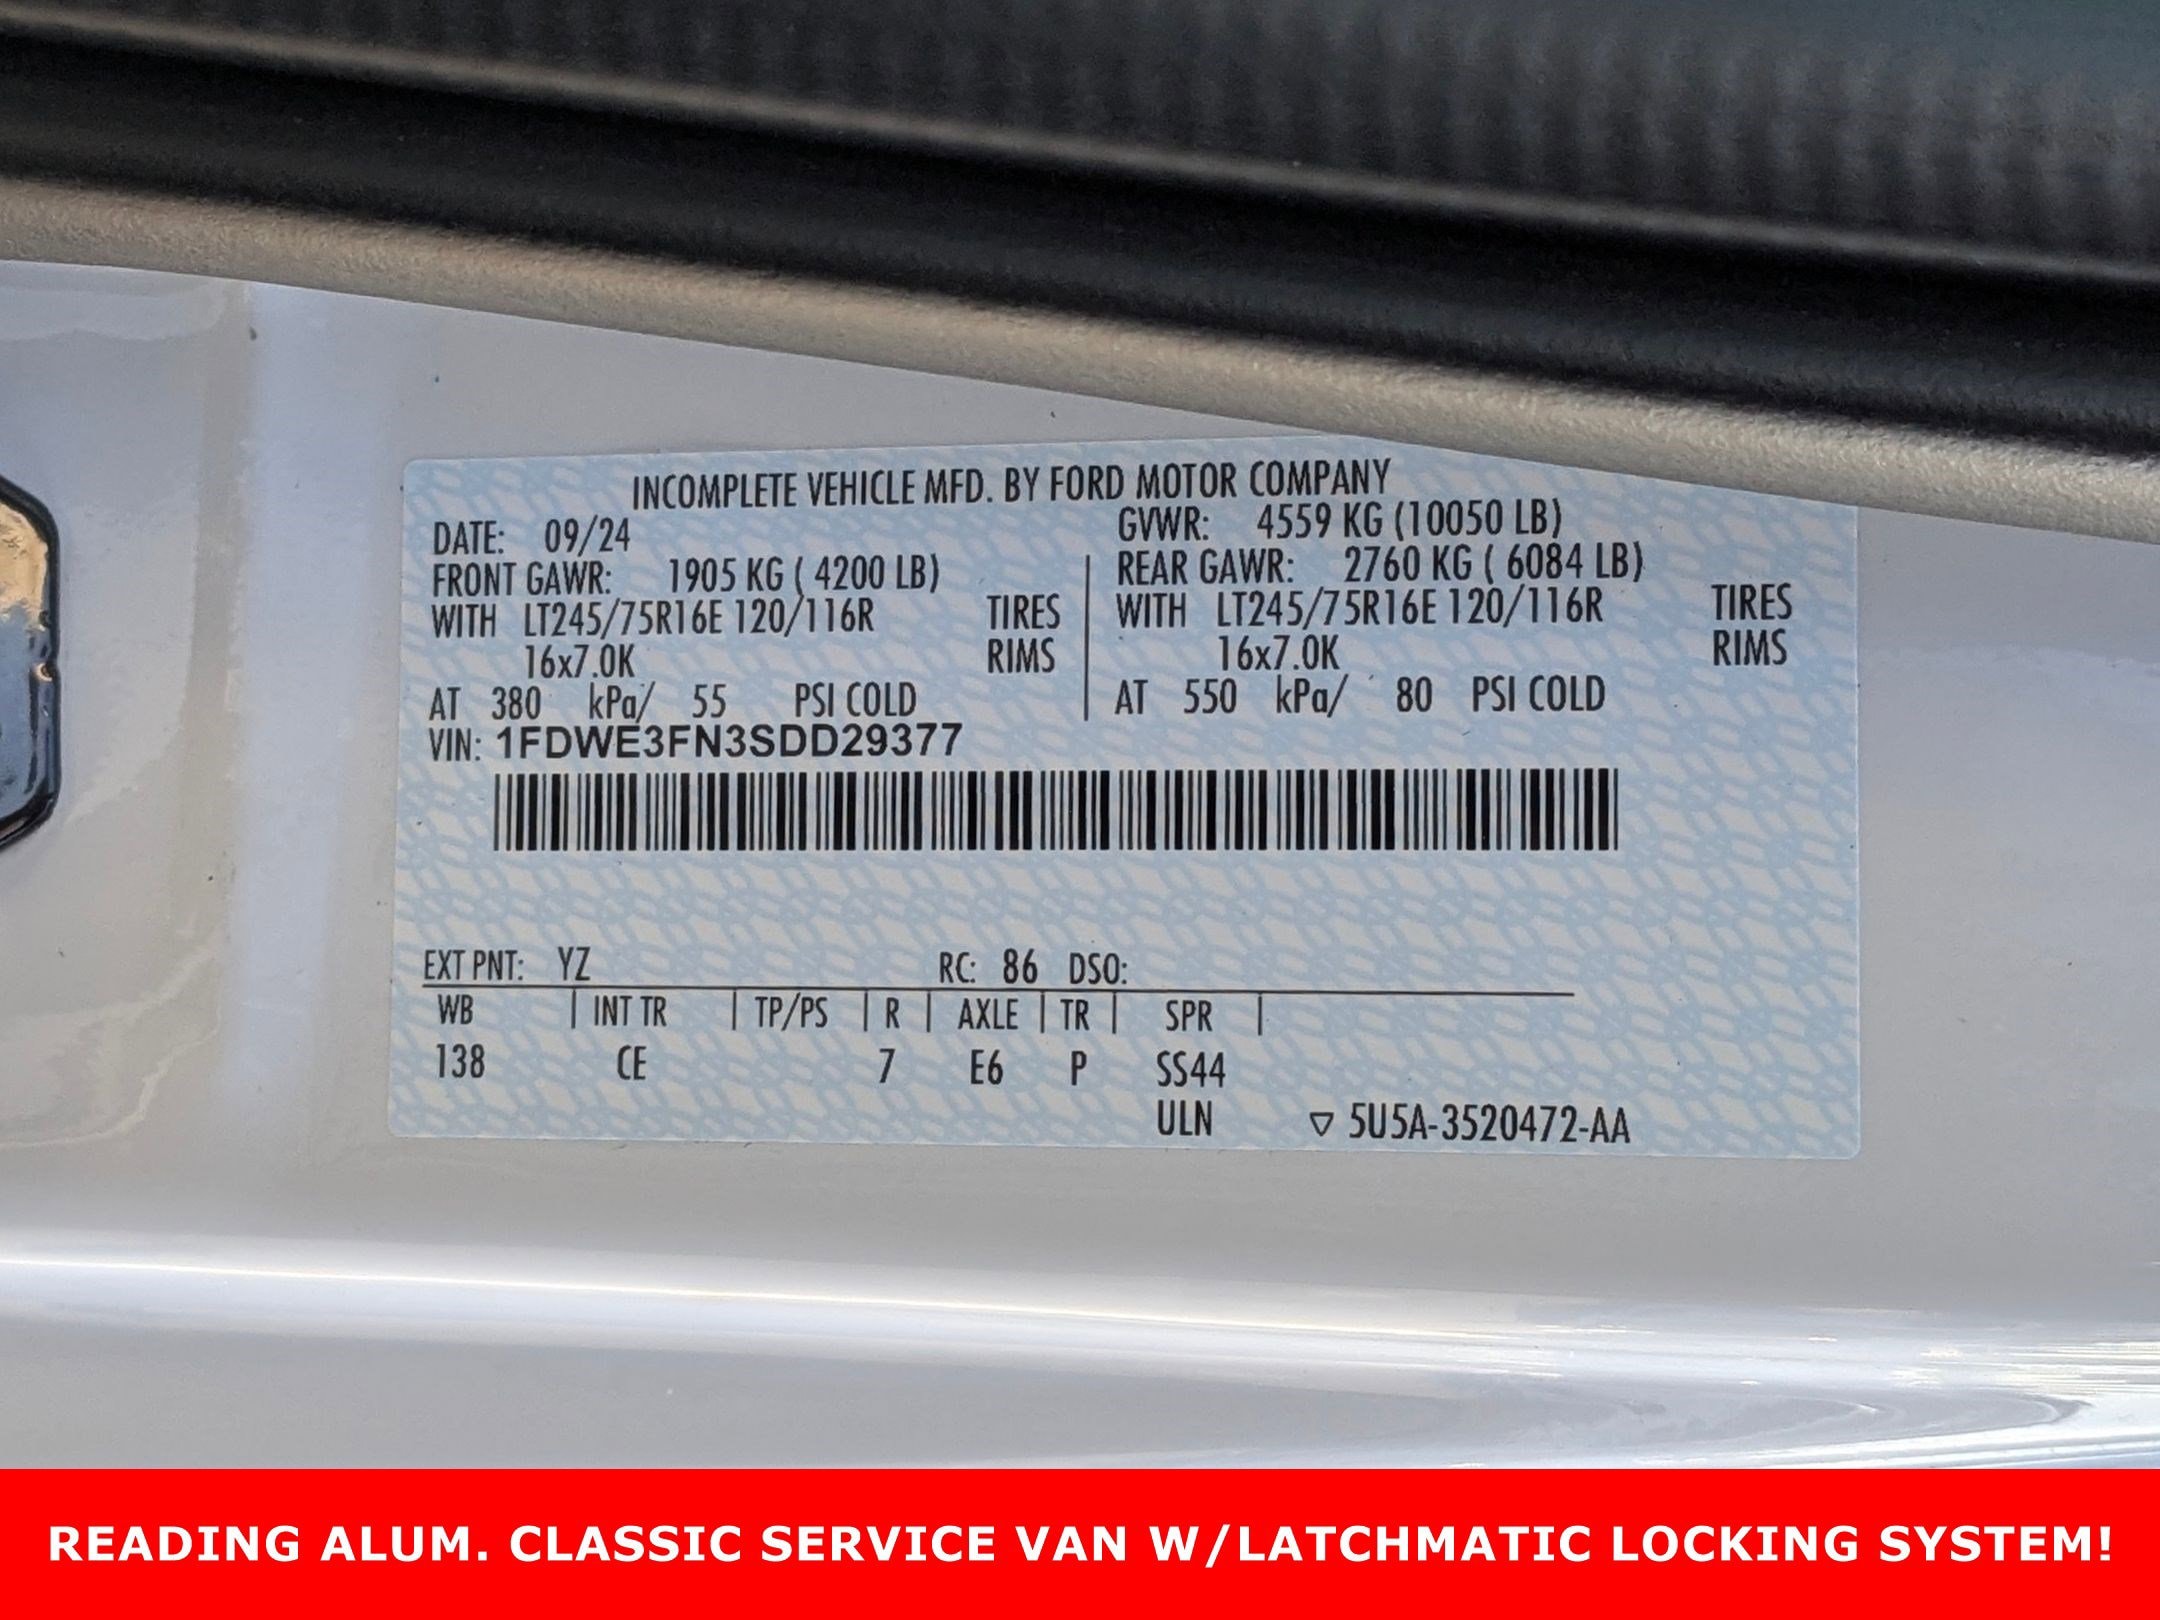 INCOMPLETE VEHICLE MFD. BY FORD MOTOR COMPANY
DATE: 09/24 GVWR: 4559 KG (10050 LB)
FRONT GAWR: 1905 KG ( 4200 LB) REAR GAWR: 2760 KG ( 6084 LB)
WITH LT245/75R16E 120/116R TIRES WITH LT245/75R16E 120/116R TIRES
16x7.0K RIMS 16x7.0K RIMS
AT 380 kPa/ 55 PSI COLD AT 550 kPa/ 80 PSI COLD
VIN: 1FDWE3FN3SDD29377
EXT PNT: YZ RC: 86 DSO:
WB | INT TR | TP/PS | R | AXLE | TR | SPR |
138 CE 7 E6 P SS44
ULN ▽ 5U5A-3520472-AA
READING ALUM. CLASSIC SERVICE VAN W/LATCHMATIC LOCKING SYSTEM!